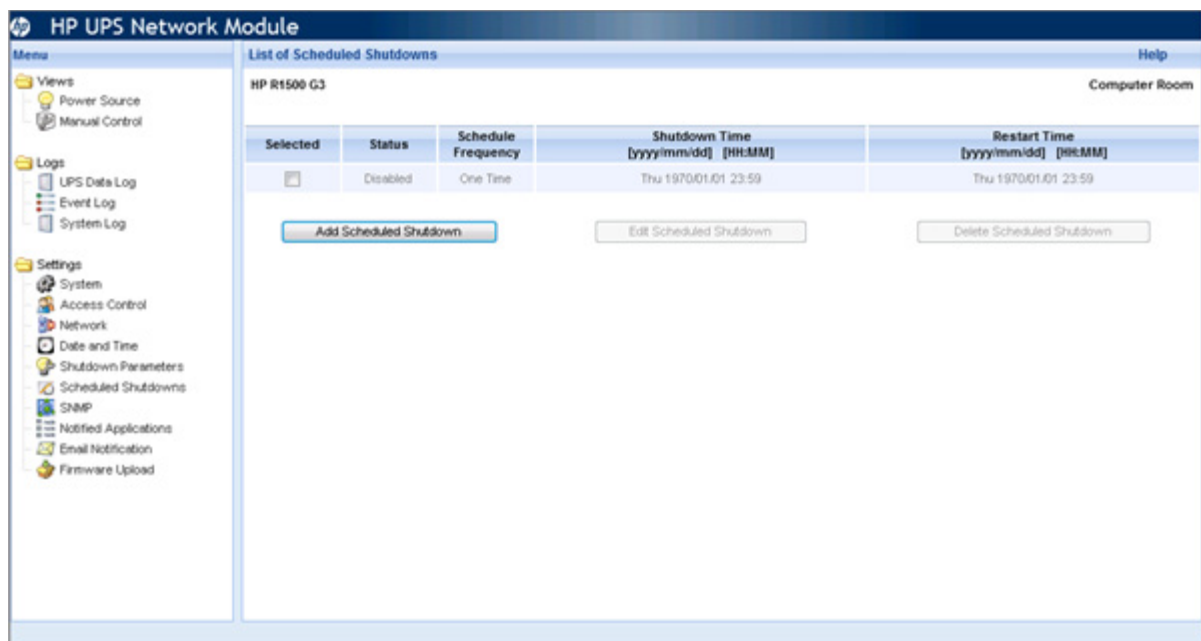 hp HP UPS Network Module
Menu
Views
Power Source
Manual Control
Logs
UPS Data Log
Event Log
System Log
Settings
System
Access Control
Network
Date and Time
Shutdown Parameters
Scheduled Shutdowns
SNMP
Notified Applications
Email Notification
Firmware Upload
List of Scheduled Shutdowns Help
HP R1500 G3 Computer Room
Selected Status Schedule Frequency Shutdown Time [yyyy/mm/dd] [HH:MM] Restart Time [yyyy/mm/dd] [HH:MM]
Disabled One Time Thu 1970/01/01 23:59 Thu 1970/01/01 23:59
Add Scheduled Shutdown Edit Scheduled Shutdown Delete Scheduled Shutdown